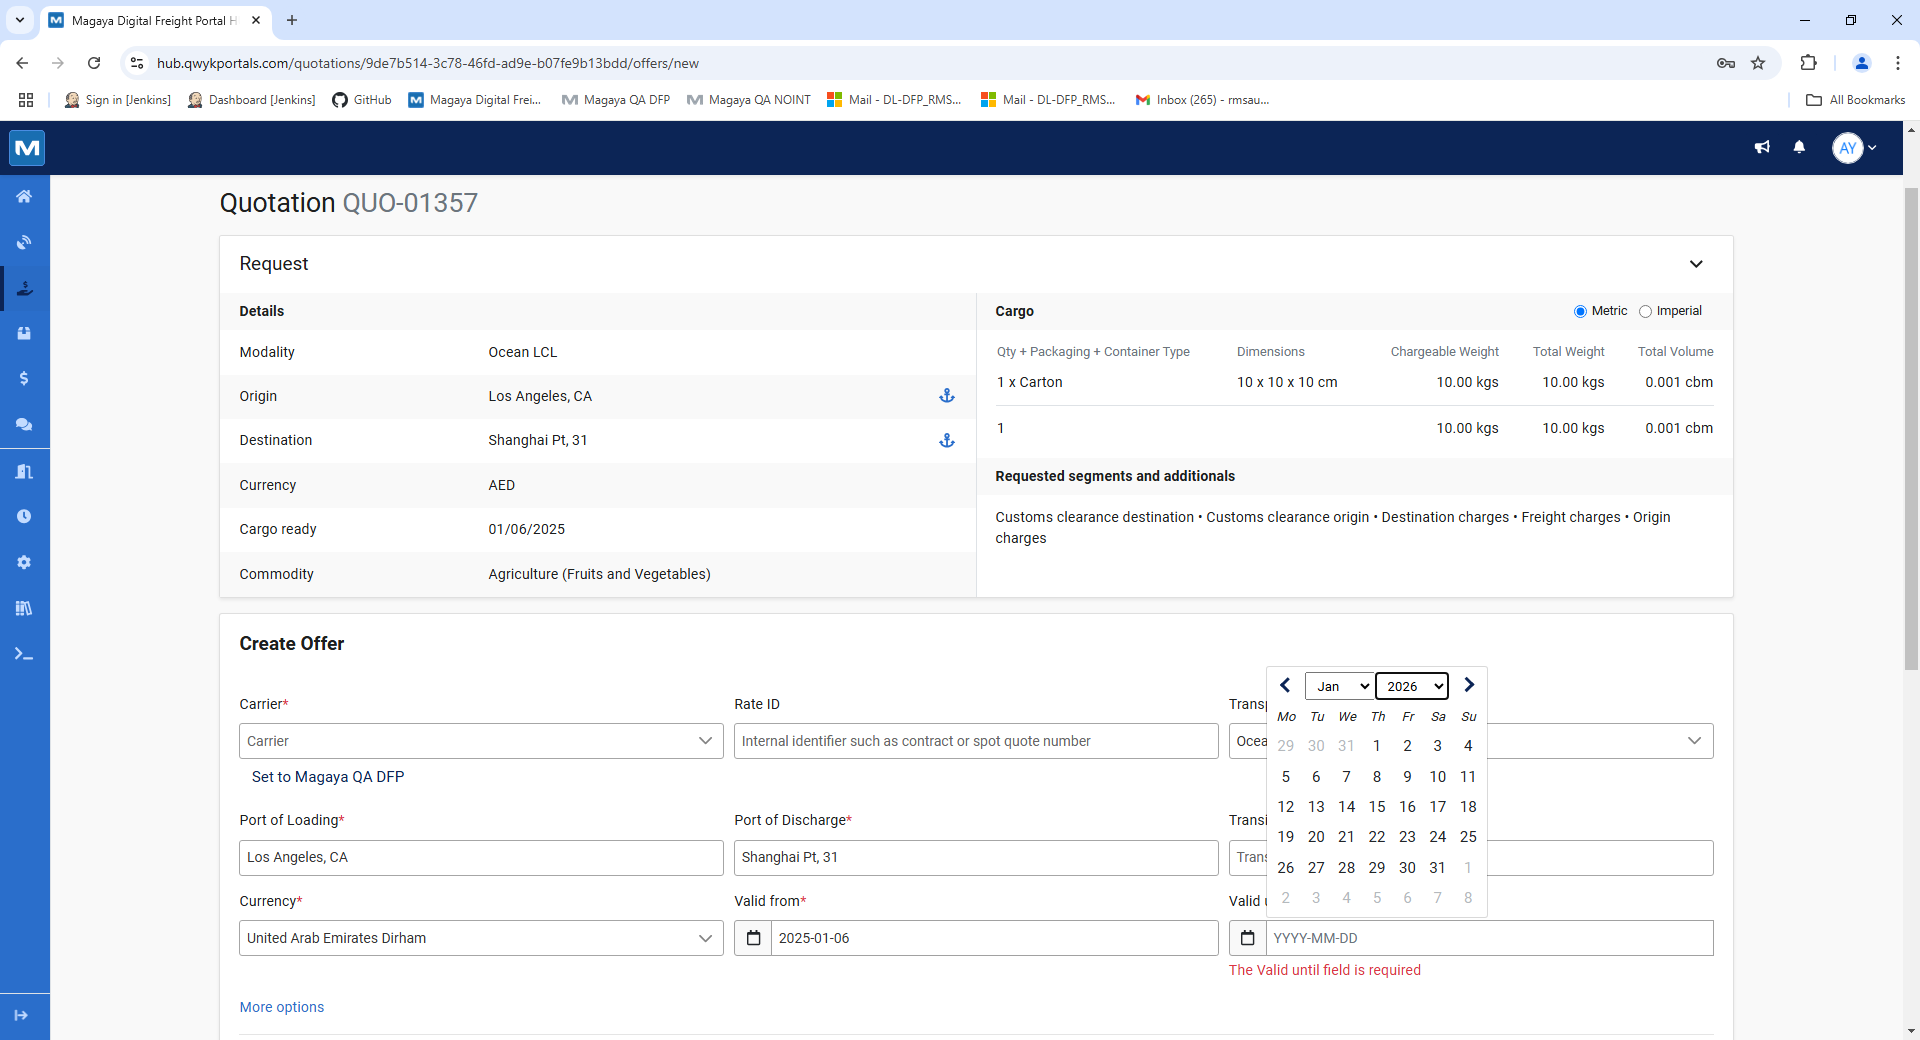 Magaya Digital Freight Portal H
hub.qwykportals.com/quotations/9de7b514-3c78-46fd-ad9e-b07fe9b13bdd/offers/new
Sign in [Jenkins]
Dashboard [Jenkins]
GitHub
Magaya Digital Frei...
Magaya QA DFP
Magaya QA NOINT
Mail - DL-DFP_RMS...
Mail - DL-DFP_RMS...
Inbox (265) - rmsau...
All Bookmarks
M
AY
Quotation QUO-01357
Request
Details
Modality Ocean LCL
Origin Los Angeles, CA
Destination Shanghai Pt, 31
Currency AED
Cargo ready 01/06/2025
Commodity Agriculture (Fruits and Vegetables)
Cargo Metric Imperial
Qty + Packaging + Container Type Dimensions Chargeable Weight Total Weight Total Volume
1 x Carton 10 x 10 x 10 cm 10.00 kgs 10.00 kgs 0.001 cbm
1 10.00 kgs 10.00 kgs 0.001 cbm
Requested segments and additionals
Customs clearance destination • Customs clearance origin • Destination charges • Freight charges • Origin
charges
Create Offer
Carrier* Rate ID Transp
Carrier Internal identifier such as contract or spot quote number Ocea
Set to Magaya QA DFP
Port of Loading* Port of Discharge* Transi
Los Angeles, CA Shanghai Pt, 31 Trans
Currency* Valid from* Valid u
United Arab Emirates Dirham 2025-01-06 YYYY-MM-DD
The Valid until field is required
More options
Jan 2026
Mo Tu We Th Fr Sa Su
29 30 31 1 2 3 4
5 6 7 8 9 10 11
12 13 14 15 16 17 18
19 20 21 22 23 24 25
26 27 28 29 30 31 1
2 3 4 5 6 7 8